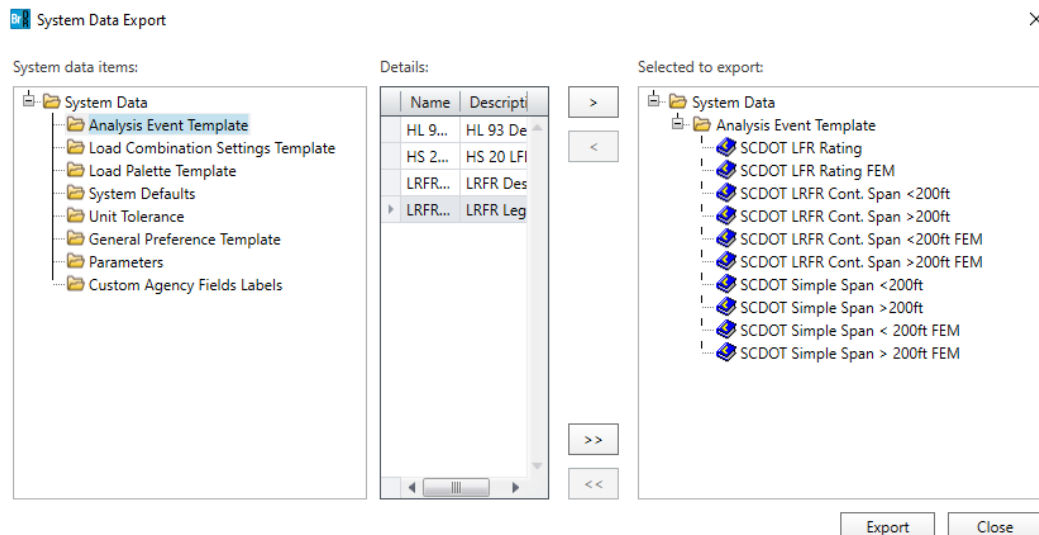 BrDR System Data Export
System data items:
System Data
Analysis Event Template
Load Combination Settings Template
Load Palette Template
System Defaults
Unit Tolerance
General Preference Template
Parameters
Custom Agency Fields Labels
Details:
Name Descripti
HL 9... HL 93 De
HS 2... HS 20 LFI
LRFR... LRFR Des
LRFR... LRFR Leg
>
<
>>
<<
Selected to export:
System Data
Analysis Event Template
SCDOT LFR Rating
SCDOT LFR Rating FEM
SCDOT LRFR Cont. Span <200ft
SCDOT LRFR Cont. Span >200ft
SCDOT LRFR Cont. Span <200ft FEM
SCDOT LRFR Cont. Span >200ft FEM
SCDOT Simple Span <200ft
SCDOT Simple Span >200ft
SCDOT Simple Span < 200ft FEM
SCDOT Simple Span > 200ft FEM
Export Close